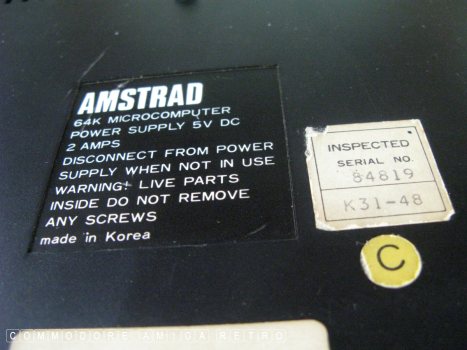 AMSTRAD
64K MICROCOMPUTER
POWER SUPPLY 5V DC
2 AMPS
DISCONNECT FROM POWER
SUPPLY WHEN NOT IN USE
WARNING! LIVE PARTS
INSIDE DO NOT REMOVE
ANY SCREWS
made in Korea
INSPECTED
SERIAL NO.
84819
K31-48
C
COMMODORE AMIGA RETRO